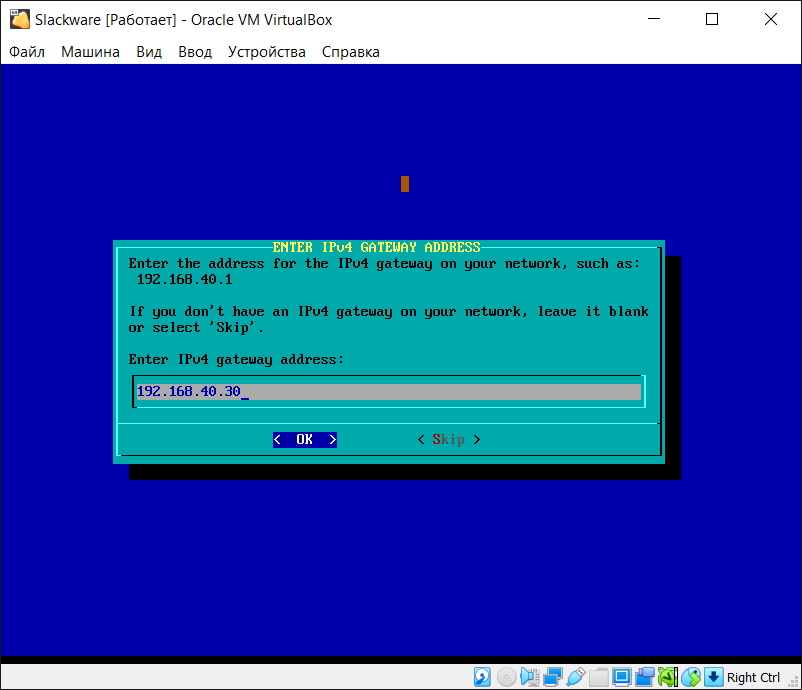 Slackware [Работает] - Oracle VM VirtualBox
Файл Машина Вид Ввод Устройства Справка
ENTER IPv4 GATEWAY ADDRESS
Enter the address for the IPv4 gateway on your network, such as:
192.168.40.1
If you don't have an IPv4 gateway on your network, leave it blank
or select 'Skip'.
Enter IPv4 gateway address:
192.168.40.30_
< OK > < Skip >
Right Ctrl